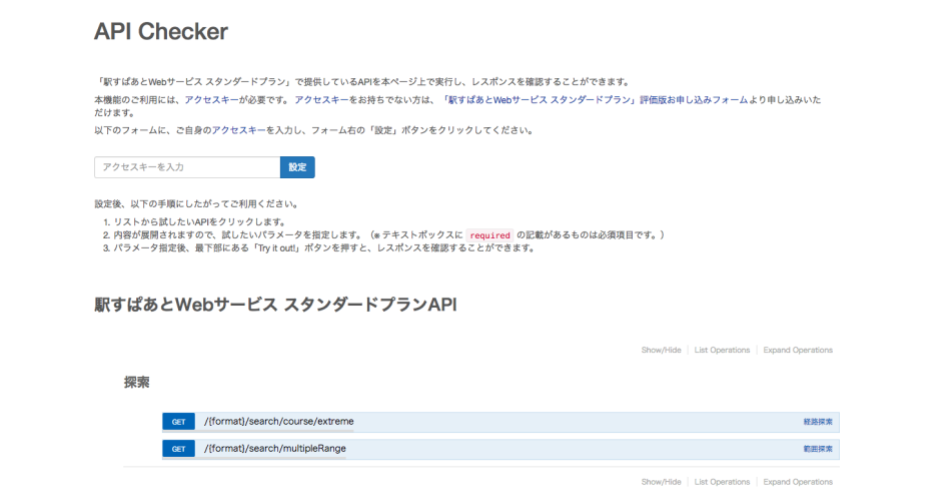 API Checker
「駅すぱあとWebサービス スタンダードプラン」で提供しているAPIを本ページ上で実行し、レスポンスを確認することができます。
本機能のご利用には、アクセスキーが必要です。 アクセスキーをお持ちでない方は、 「駅すぱあとWebサービス スタンダードプラン」評価版お申し込みフォームより申し込みいた
だけます。
以下のフォームに、ご自身のアクセスキーを入力し、フォーム右の「設定」ボタンをクリックしてください。
アクセスキーを入力 設定
設定後、以下の手順にしたがってご利用ください。
1. リストから試したいAPIをクリックします。
2. 内容が展開されますので、試したいパラメータを指定します。（※ テキストボックスに required の記載があるものは必須項目です。）
3. パラメータ指定後、最下部にある「Try it out!」ボタンを押すと、レスポンスを確認することができます。
駅すぱあとWebサービス スタンダードプランAPI
Show/Hide List Operations Expand Operations
探索
GET /{format}/search/course/extreme 経路探索
GET /{format}/search/multipleRange 範囲探索
Show/Hide List Operations Expand Operations